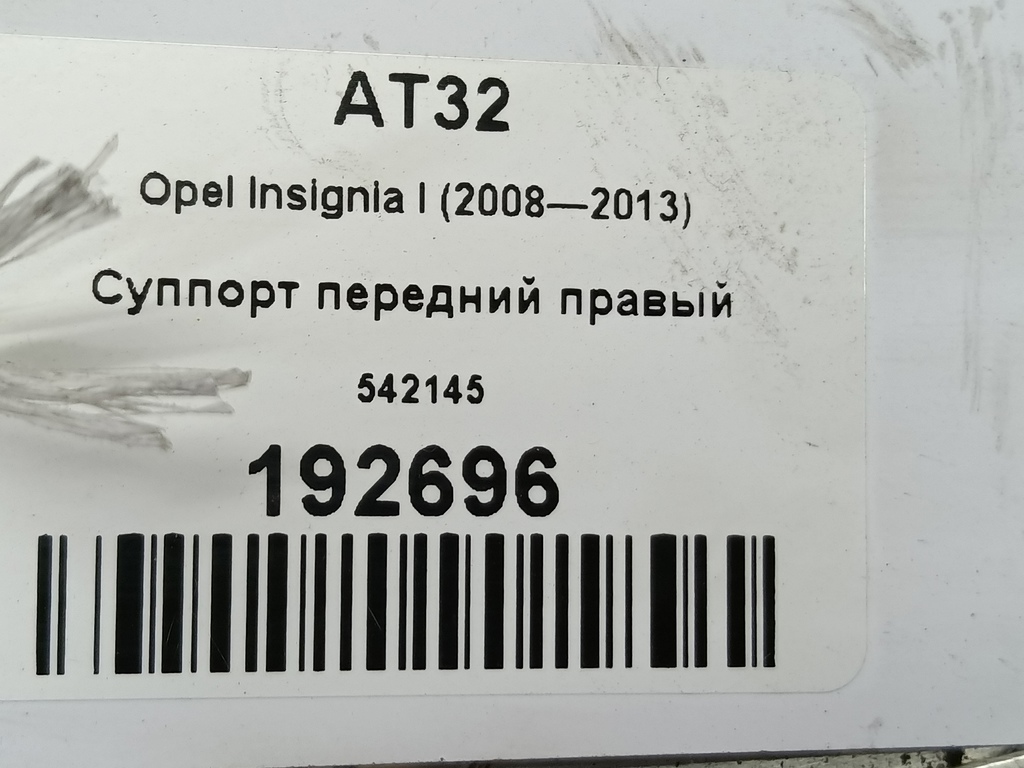 AT32
Opel Insignia I (2008—2013)
Суппорт передний правый
542145
192696